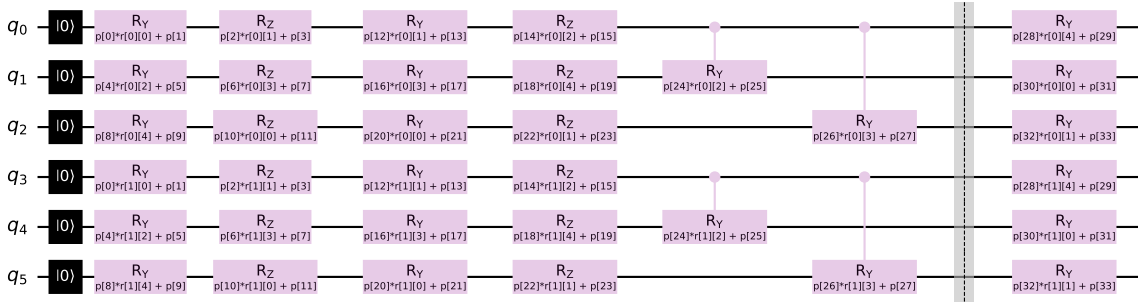 q0 |0⟩ RY RZ RY RZ RY
p[0]*r[0][0] + p[1] p[2]*r[0][1] + p[3] p[12]*r[0][1] + p[13] p[14]*r[0][2] + p[15] p[28]*r[0][4] + p[29]
q1 |0⟩ RY RZ RY RZ RY RY
p[4]*r[0][2] + p[5] p[6]*r[0][3] + p[7] p[16]*r[0][3] + p[17] p[18]*r[0][4] + p[19] p[24]*r[0][2] + p[25] p[30]*r[0][0] + p[31]
q2 |0⟩ RY RZ RY RZ RY RY
p[8]*r[0][4] + p[9] p[10]*r[0][0] + p[11] p[20]*r[0][0] + p[21] p[22]*r[0][1] + p[23] p[26]*r[0][3] + p[27] p[32]*r[0][1] + p[33]
q3 |0⟩ RY RZ RY RZ RY
p[0]*r[1][0] + p[1] p[2]*r[1][1] + p[3] p[12]*r[1][1] + p[13] p[14]*r[1][2] + p[15] p[28]*r[1][4] + p[29]
q4 |0⟩ RY RZ RY RZ RY RY
p[4]*r[1][2] + p[5] p[6]*r[1][3] + p[7] p[16]*r[1][3] + p[17] p[18]*r[1][4] + p[19] p[24]*r[1][2] + p[25] p[30]*r[1][0] + p[31]
q5 |0⟩ RY RZ RY RZ RY RY
p[8]*r[1][4] + p[9] p[10]*r[1][0] + p[11] p[20]*r[1][0] + p[21] p[22]*r[1][1] + p[23] p[26]*r[1][3] + p[27] p[32]*r[1][1] + p[33]